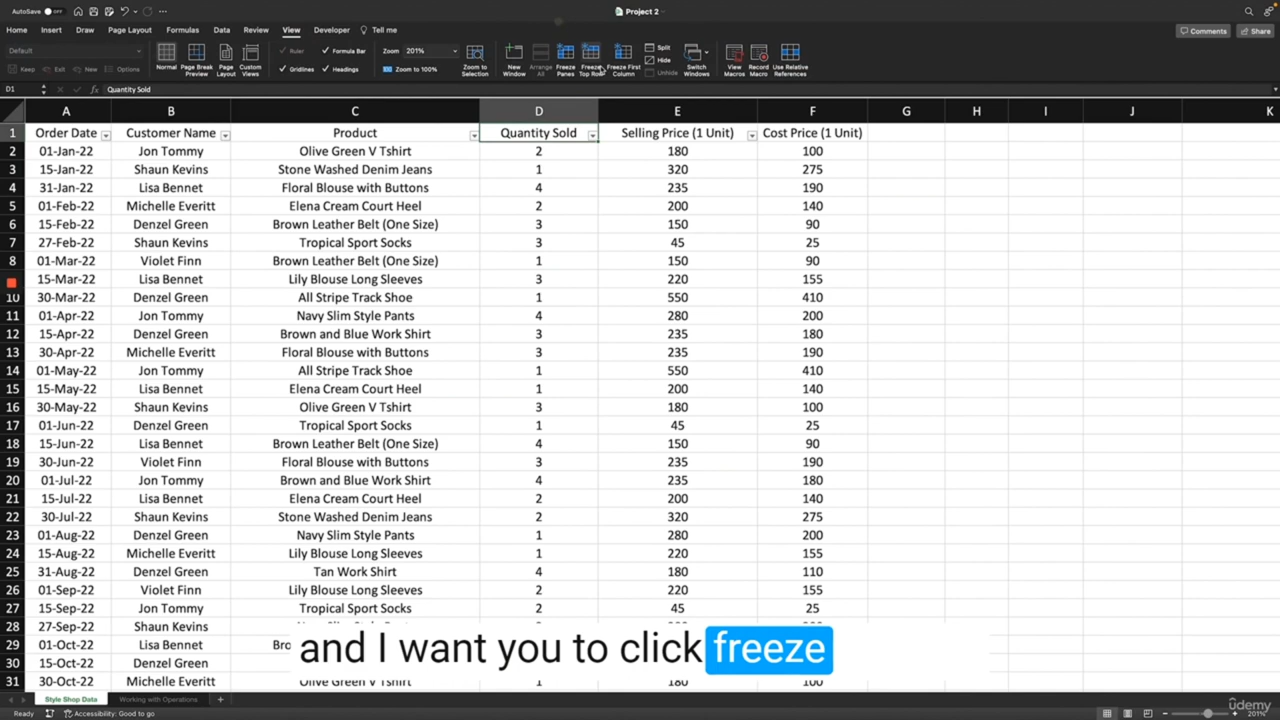 AutoSave OFF
Project 2
Home Insert Draw Page Layout Formulas Data Review View Developer Tell me
Comments Share
Default
Keep Exit New Options
Normal Page Break Preview Page Layout Custom Views
Ruler Formula Bar
Gridlines Headings
Zoom 201%
Zoom to 100%
Zoom to Selection
New Window Arrange All Freeze Panes Freeze Top Row Freeze First Column
Split
Hide
Unhide
Switch Windows View Macros Record Macro Use Relative References
D1 fx Quantity Sold
A B C D E F G H I J K
1 Order Date Customer Name Product Quantity Sold Selling Price (1 Unit) Cost Price (1 Unit)
2 01-Jan-22 Jon Tommy Olive Green V Tshirt 2 180 100
3 15-Jan-22 Shaun Kevins Stone Washed Denim Jeans 1 320 275
4 31-Jan-22 Lisa Bennet Floral Blouse with Buttons 4 235 190
5 01-Feb-22 Michelle Everitt Elena Cream Court Heel 2 200 140
6 15-Feb-22 Denzel Green Brown Leather Belt (One Size) 3 150 90
7 27-Feb-22 Shaun Kevins Tropical Sport Socks 3 45 25
8 01-Mar-22 Violet Finn Brown Leather Belt (One Size) 1 150 90
15-Mar-22 Lisa Bennet Lily Blouse Long Sleeves 3 220 155
10 30-Mar-22 Denzel Green All Stripe Track Shoe 1 550 410
11 01-Apr-22 Jon Tommy Navy Slim Style Pants 4 280 200
12 15-Apr-22 Denzel Green Brown and Blue Work Shirt 3 235 180
13 30-Apr-22 Michelle Everitt Floral Blouse with Buttons 3 235 190
14 01-May-22 Jon Tommy All Stripe Track Shoe 1 550 410
15 15-May-22 Lisa Bennet Elena Cream Court Heel 1 200 140
16 30-May-22 Shaun Kevins Olive Green V Tshirt 3 180 100
17 01-Jun-22 Denzel Green Tropical Sport Socks 1 45 25
18 15-Jun-22 Lisa Bennet Brown Leather Belt (One Size) 4 150 90
19 30-Jun-22 Violet Finn Floral Blouse with Buttons 3 235 190
20 01-Jul-22 Jon Tommy Brown and Blue Work Shirt 4 235 180
21 15-Jul-22 Lisa Bennet Elena Cream Court Heel 2 200 140
22 30-Jul-22 Shaun Kevins Stone Washed Denim Jeans 2 320 275
23 01-Aug-22 Denzel Green Navy Slim Style Pants 1 280 200
24 15-Aug-22 Michelle Everitt Lily Blouse Long Sleeves 1 220 155
25 31-Aug-22 Denzel Green Tan Work Shirt 4 180 110
26 01-Sep-22 Violet Finn Lily Blouse Long Sleeves 2 220 155
27 15-Sep-22 Jon Tommy Tropical Sport Socks 2 45 25
28 27-Sep-22 Shaun Kevins
29 01-Oct-22 Lisa Bennet
30 15-Oct-22 Denzel Green
31 30-Oct-22 Michelle Everitt Olive Green V Tshirt 1 180 100
and I want you to click freeze
Style Shop Data Working with Operations +
Ready Accessibility: Good to go 201%
udemy